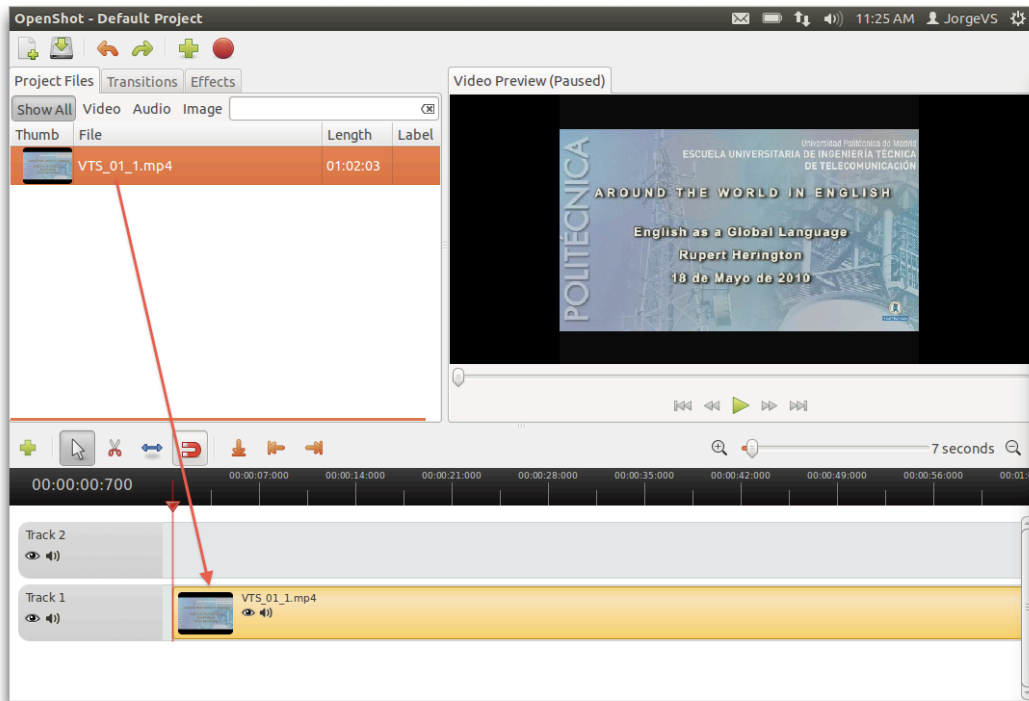 OpenShot - Default Project
11:25 AM JorgeVS
Project Files Transitions Effects
Show All Video Audio Image
Thumb File Length Label
VTS_01_1.mp4 01:02:03
Video Preview (Paused)
Universidad Politécnica de Madrid
ESCUELA UNIVERSITARIA DE INGENIERÍA TÉCNICA
DE TELECOMUNICACIÓN
POLITÉCNICA
AROUND THE WORLD IN ENGLISH
English as a Global Language
Rupert Herington
18 de Mayo de 2010
7 seconds
00:00:00:700
00:00:07:000 00:00:14:000 00:00:21:000 00:00:28:000 00:00:35:000 00:00:42:000 00:00:49:000 00:00:56:000 00:01:
Track 2
Track 1
VTS_01_1.mp4